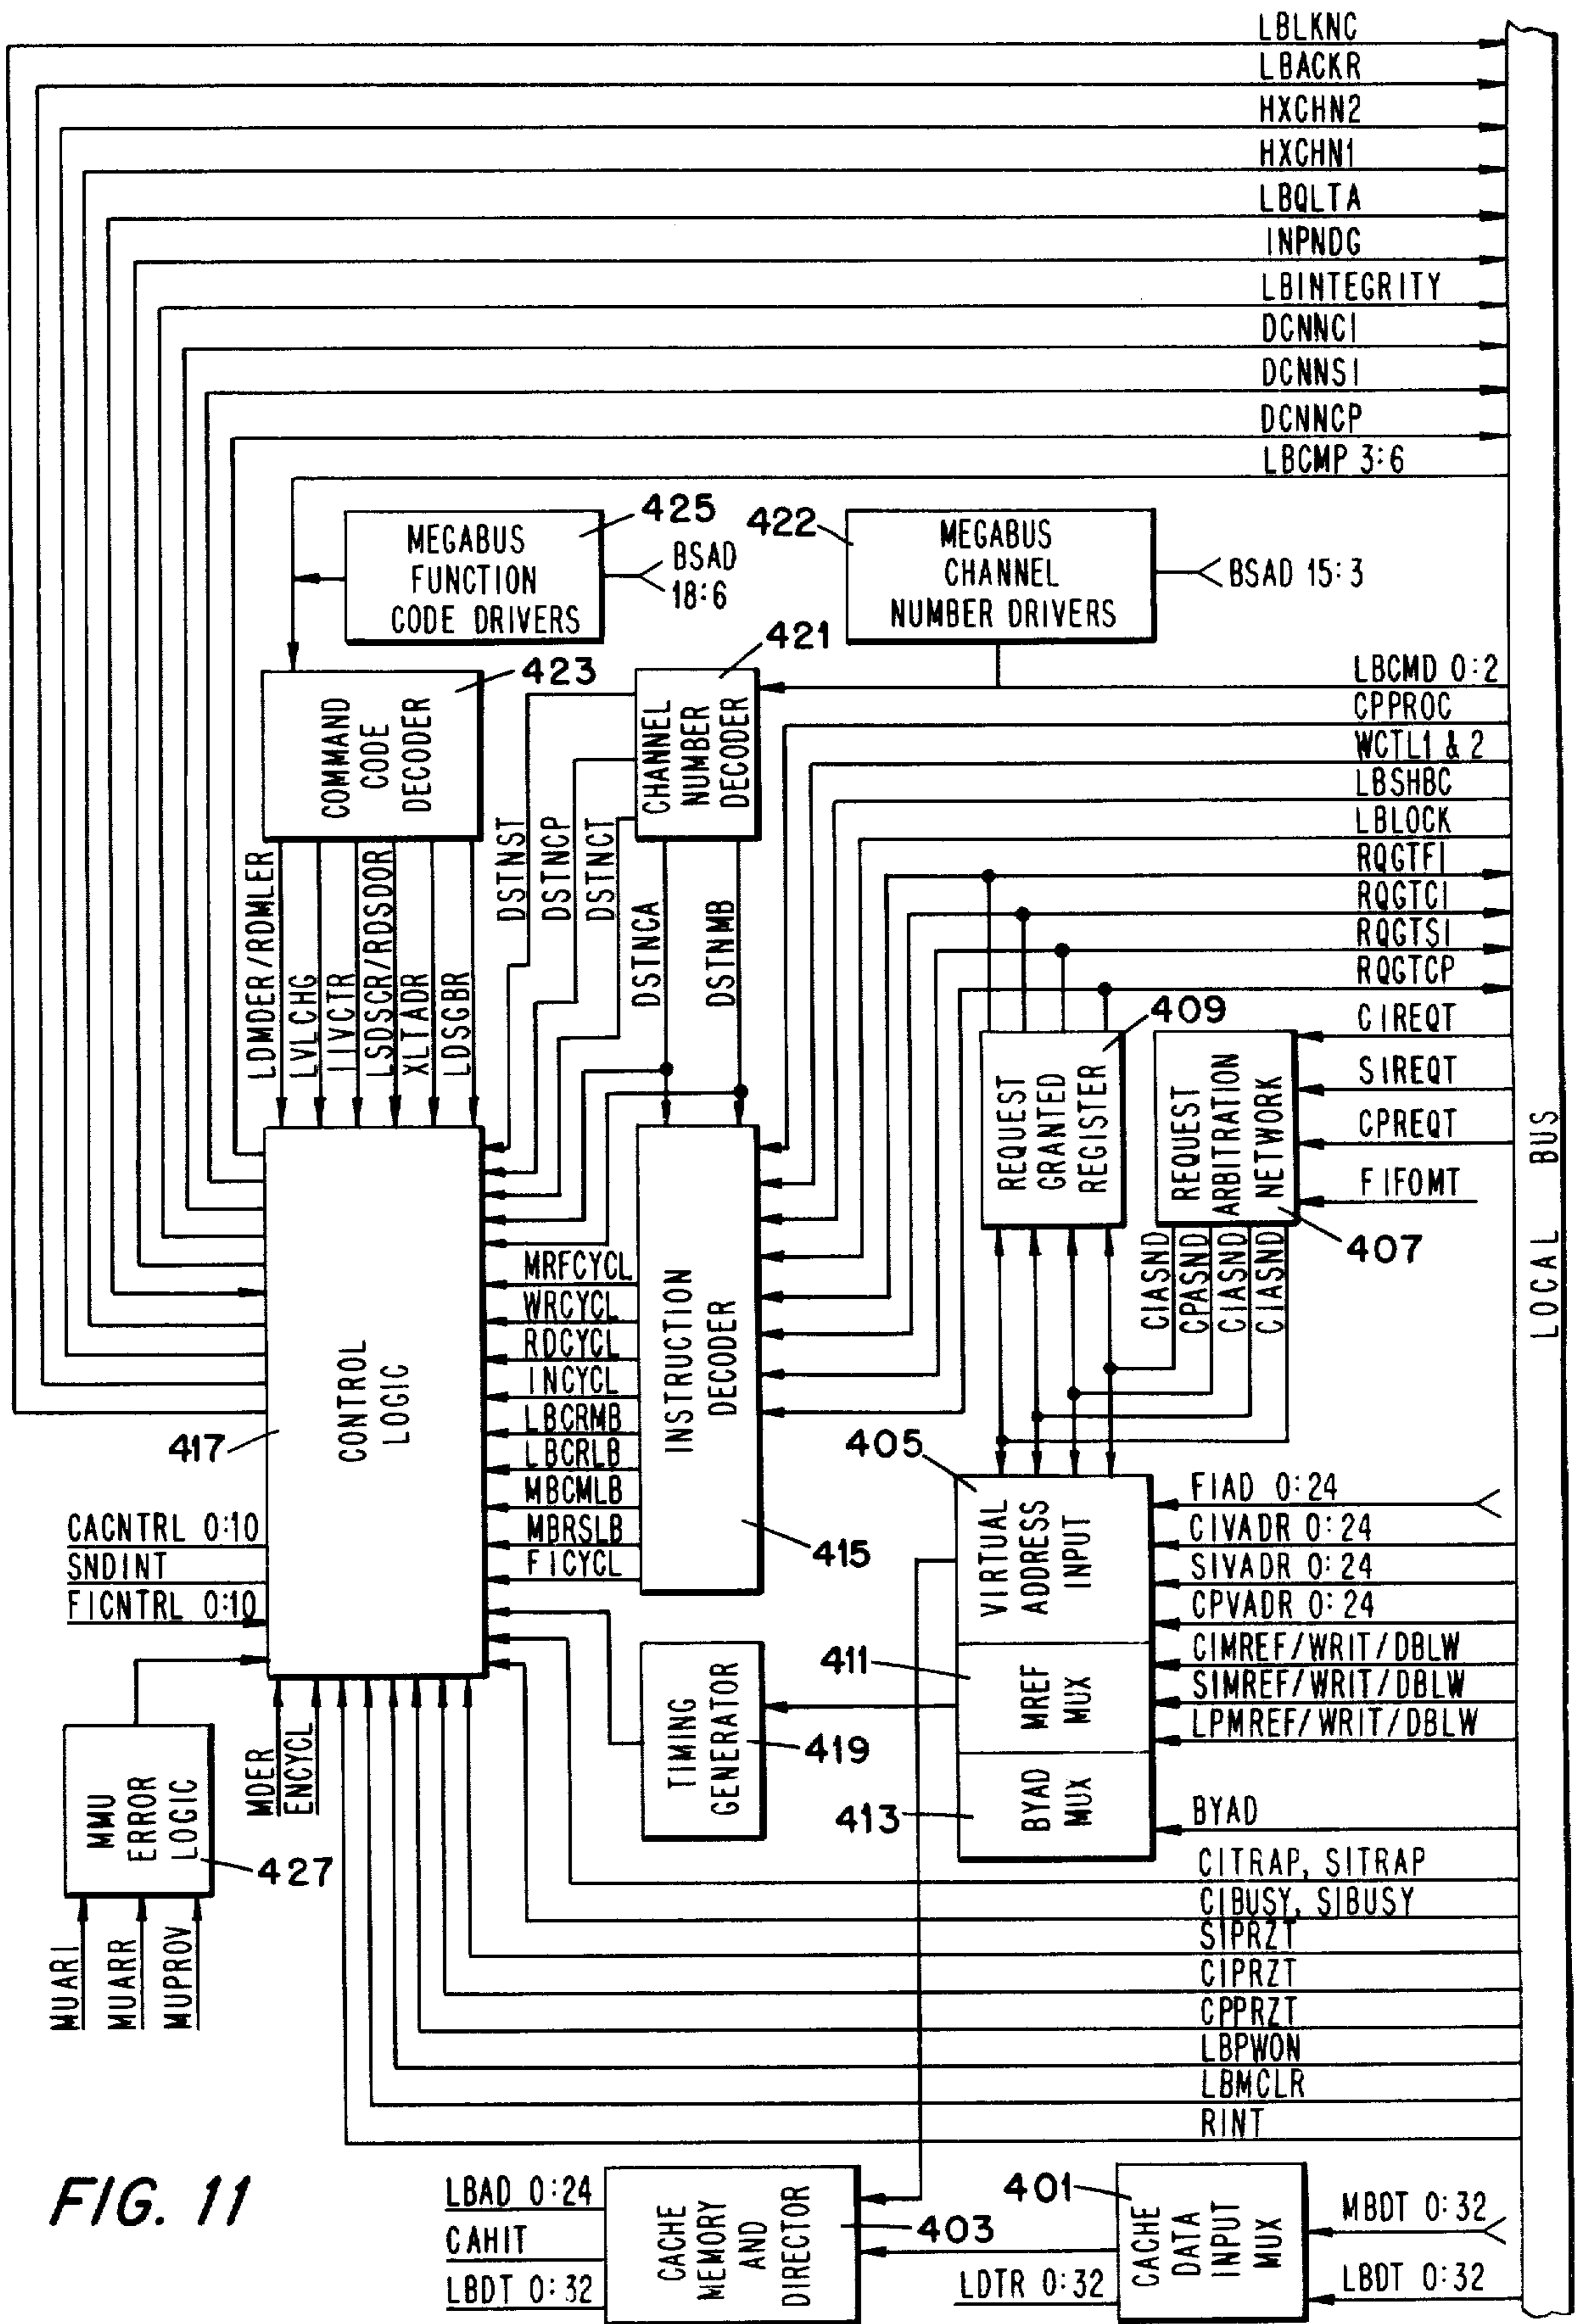 LBLKNC
LBACKR
HXCHN2
HXCHN1
LBQLTA
INPNDG
LBINTEGRITY
DCNNCI
DCNNSI
DCNNCP
LBCMP 3:6
425
MEGABUS
FUNCTION
CODE DRIVERS
BSAD
18:6
422
MEGABUS
CHANNEL
NUMBER DRIVERS
BSAD 15:3
423
COMMAND
CODE
DECODER
421
CHANNEL
NUMBER
DECODER
LBCMD 0:2
CPPROC
WCTL1 & 2
LBSHBC
LBLOCK
RQGTFI
RQGTCI
RQGTSI
RQGTCP
LDMDER/RDMLER
LVLCHG
IIVCTR
LSDSCR/RDSDOR
XLTADR
LDSGBR
DSTNST
DSTNCP
DSTNCT
DSTNCA
DSTNMB
409
REQUEST
GRANTED
REGISTER
REQUEST
ARBITRATION
NETWORK
407
CIREQT
SIREQT
CPREQT
FIFOMT
CIASND
CPASND
CIASND
CIASND
LOCAL BUS
CONTROL
LOGIC
417
MRFCYCL
WRCYCL
RDCYCL
INCYCL
LBCRMB
LBCRLB
MBCMLB
MBRSLB
FICYCL
INSTRUCTION
DECODER
415
405
VIRTUAL
ADDRESS
INPUT
411
MREF
MUX
413
BYAD
MUX
FIAD 0:24
CIVADR 0:24
SIVADR 0:24
CPVADR 0:24
CIMREF/WRIT/DBLW
SIMREF/WRIT/DBLW
LPMREF/WRIT/DBLW
BYAD
CACNTRL 0:10
SNDINT
FICNTRL 0:10
TIMING
GENERATOR
419
MDER
ENCYCL
MMU
ERROR
LOGIC
427
MUARI
MUARR
MUPROV
CITRAP, SITRAP
CIBUSY, SIBUSY
SIPRZT
CIPRZT
CPPRZT
LBPWON
LBMCLR
RINT
FIG. 11
LBAD 0:24
CAHIT
LBDT 0:32
CACHE
MEMORY
AND
DIRECTOR
403
LDTR 0:32
401
CACHE
DATA
INPUT
MUX
MBDT 0:32
LBDT 0:32